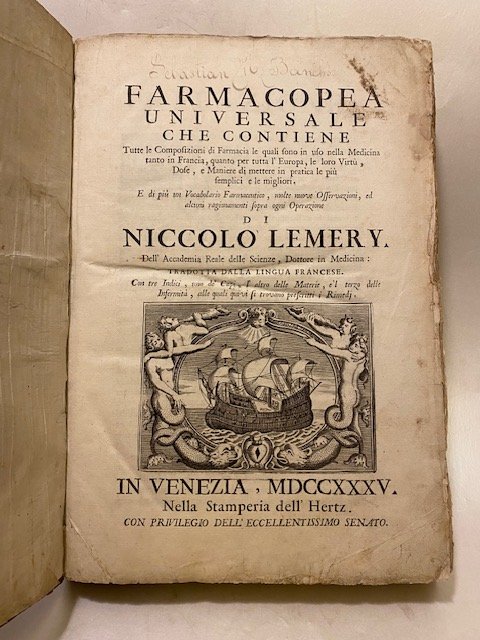 Sebastian
FARMACOPEA
UNIVERSALE
CHE CONTIENE
Tutte le Composizioni di Farmacia le quali sono in uso nella Medicina
tanto in Francia, quanto per tutta l'Europa, le loro Virtù,
Dose, e Maniere di mettere in pratica le più
semplici e le migliori.
E di più un Vocabolario Farmaceutico, molte nuove Osservazioni, ed
alcuni ragionamenti sopra ogni Operazione
DI
NICCOLO LEMERY.
Dell' Accademia Reale delle Scienze, Dottore in Medicina:
TRADOTTA DALLA LINGUA FRANCESE.
Con tre Indici, uno de' Capi, l'altro delle Materie, e'l terzo delle
Infermità, alle quali quivi si trovano prescritti i Rimedj.
IN VENEZIA, MDCCXXXV.
Nella Stamperia dell' Hertz.
CON PRIVILEGIO DELL' ECCELLENTISSIMO SENATO.